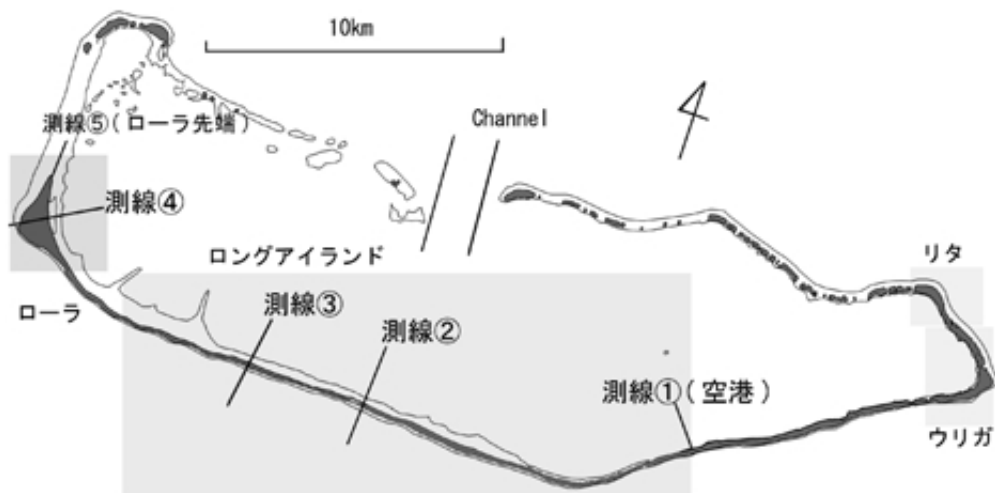 10km
Channel
測線⑤(ローラ先端)
測線④
ロングアイランド
リタ
ローラ
測線③
測線②
測線①(空港)
ウリガ